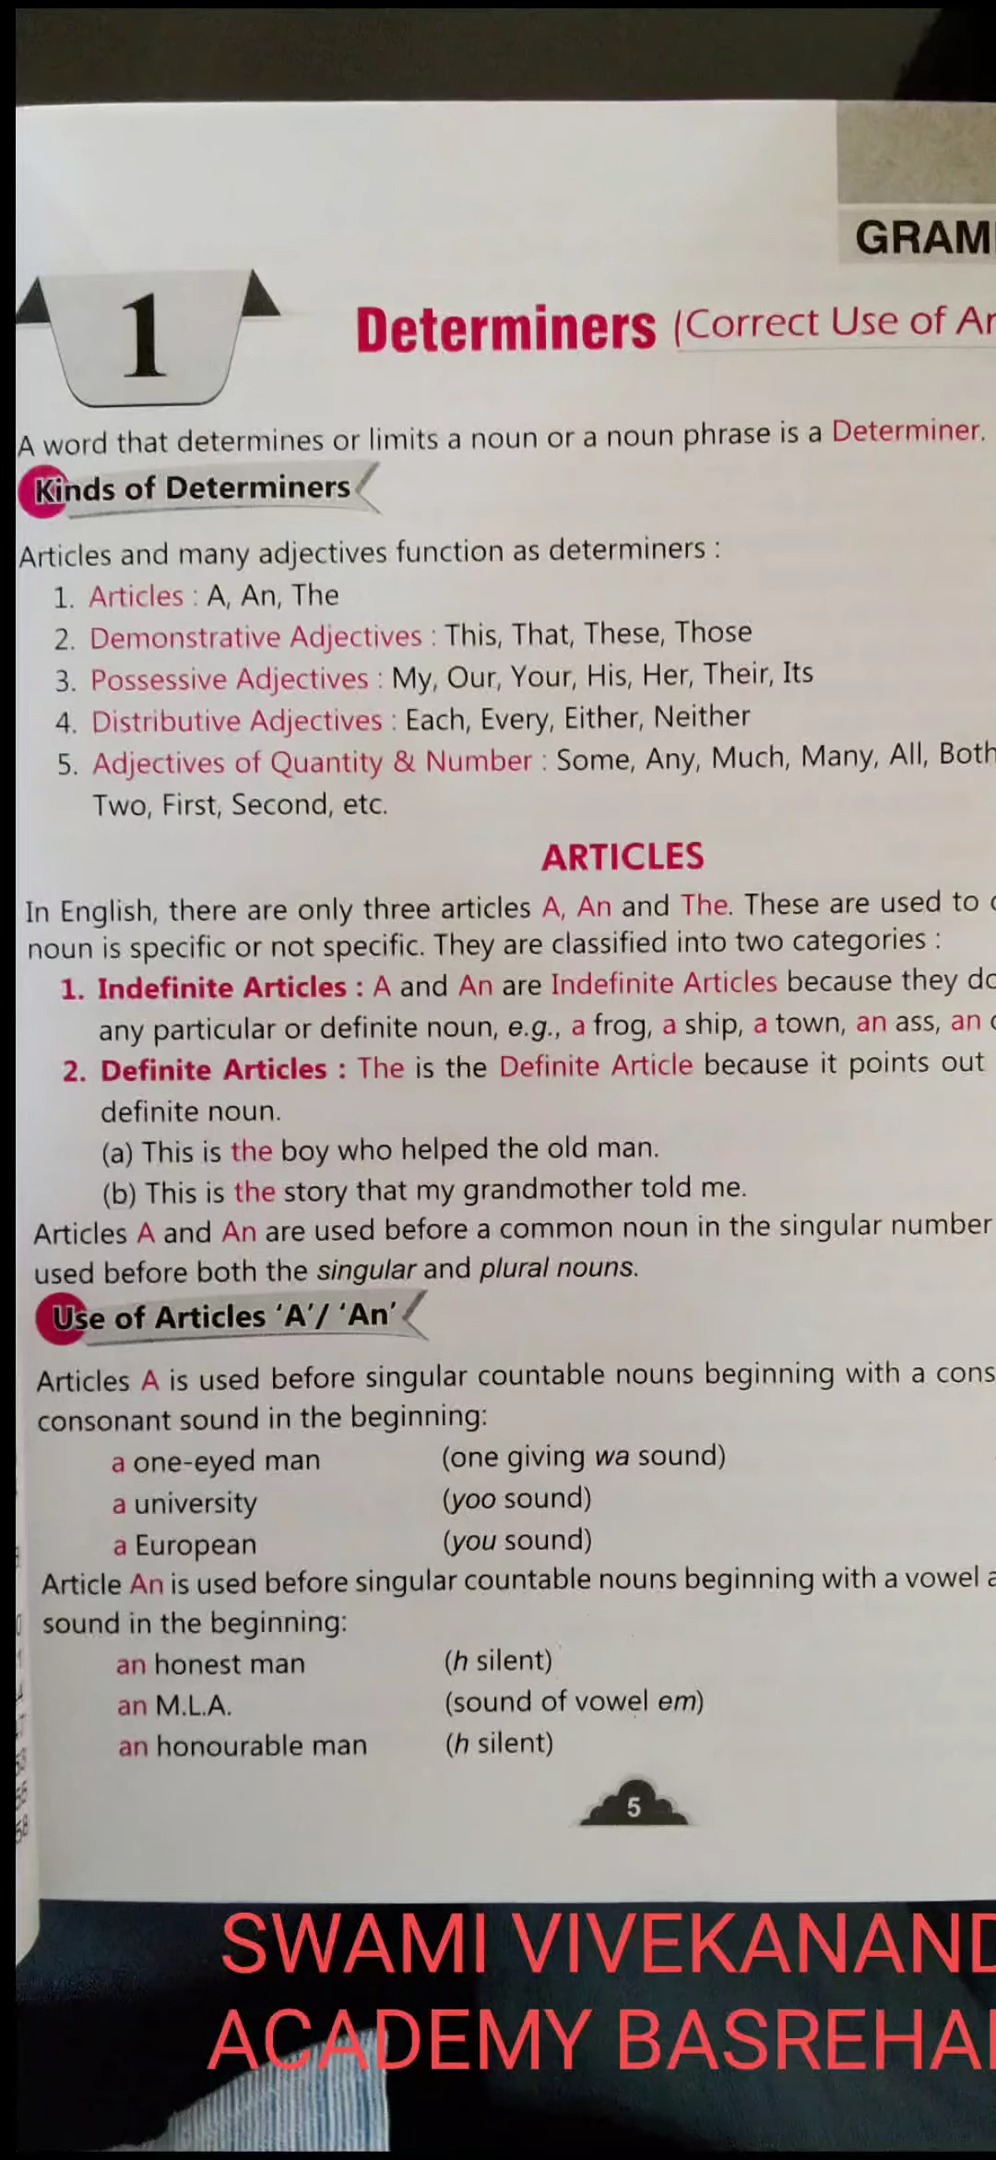 GRAM
1
Determiners (Correct Use of Ar
A word that determines or limits a noun or a noun phrase is a Determiner.
Kinds of Determiners
Articles and many adjectives function as determiners :
1. Articles : A, An, The
2. Demonstrative Adjectives : This, That, These, Those
3. Possessive Adjectives : My, Our, Your, His, Her, Their, Its
4. Distributive Adjectives : Each, Every, Either, Neither
5. Adjectives of Quantity & Number : Some, Any, Much, Many, All, Both
Two, First, Second, etc.
ARTICLES
In English, there are only three articles A, An and The. These are used to
noun is specific or not specific. They are classified into two categories :
1. Indefinite Articles : A and An are Indefinite Articles because they do
any particular or definite noun, e.g., a frog, a ship, a town, an ass, an
2. Definite Articles : The is the Definite Article because it points out
definite noun.
(a) This is the boy who helped the old man.
(b) This is the story that my grandmother told me.
Articles A and An are used before a common noun in the singular number
used before both the singular and plural nouns.
Use of Articles 'A'/ 'An'
Articles A is used before singular countable nouns beginning with a cons
consonant sound in the beginning:
a one-eyed man (one giving wa sound)
a university (yoo sound)
a European (you sound)
Article An is used before singular countable nouns beginning with a vowel a
sound in the beginning:
an honest man (h silent)
an M.L.A. (sound of vowel em)
an honourable man (h silent)
5
SWAMI VIVEKANAND
ACADEMY BASREHA